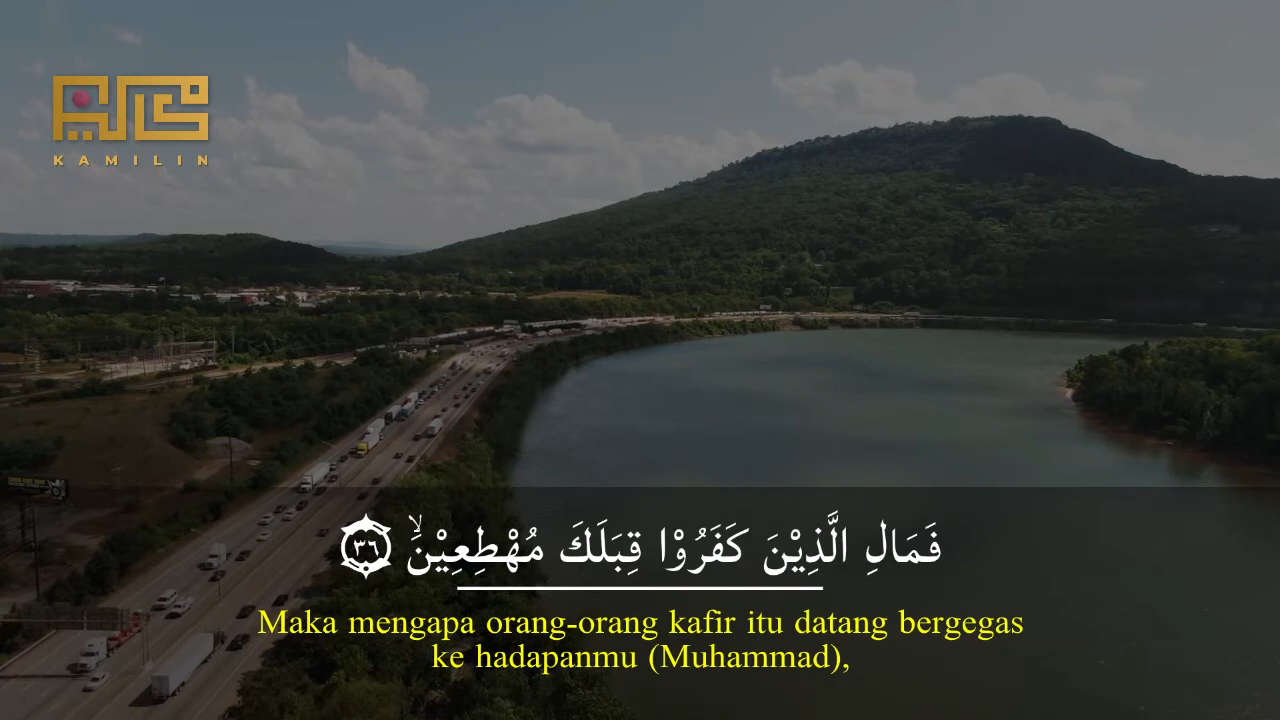 KAMILIN
فَمَالِ الَّذِيْنَ كَفَرُوْا قِبَلَكَ مُهْطِعِيْنَۙ ٣٦
Maka mengapa orang-orang kafir itu datang bergegas
ke hadapanmu (Muhammad),